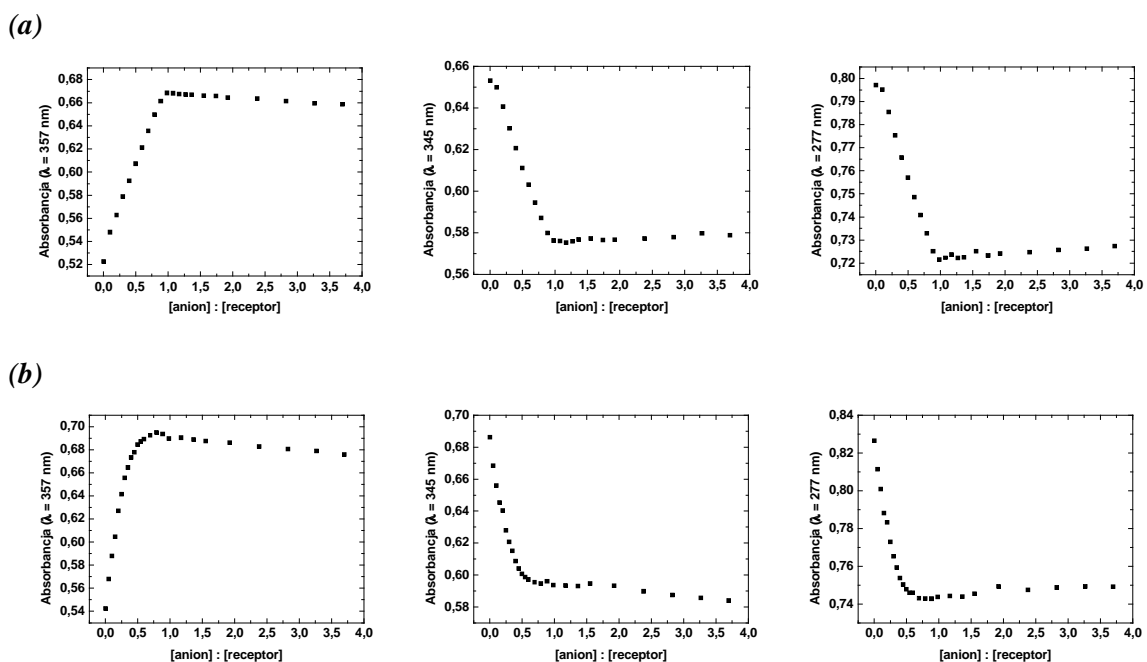 (a)
Absorbancja (λ = 357 nm)
0,68
0,66
0,64
0,62
0,60
0,58
0,56
0,54
0,52
0,0 0,5 1,0 1,5 2,0 2,5 3,0 3,5 4,0
[anion] : [receptor]
Absorbancja (λ = 345 nm)
0,66
0,64
0,62
0,60
0,58
0,56
0,0 0,5 1,0 1,5 2,0 2,5 3,0 3,5 4,0
[anion] : [receptor]
Absorbancja (λ = 277 nm)
0,80
0,79
0,78
0,77
0,76
0,75
0,74
0,73
0,72
0,0 0,5 1,0 1,5 2,0 2,5 3,0 3,5 4,0
[anion] : [receptor]
(b)
Absorbancja (λ = 357 nm)
0,70
0,68
0,66
0,64
0,62
0,60
0,58
0,56
0,54
0,0 0,5 1,0 1,5 2,0 2,5 3,0 3,5 4,0
[anion] : [receptor]
Absorbancja (λ = 345 nm)
0,70
0,68
0,66
0,64
0,62
0,60
0,58
0,0 0,5 1,0 1,5 2,0 2,5 3,0 3,5 4,0
[anion] : [receptor]
Absorbancja (λ = 277 nm)
0,84
0,82
0,80
0,78
0,76
0,74
0,0 0,5 1,0 1,5 2,0 2,5 3,0 3,5 4,0
[anion] : [receptor]